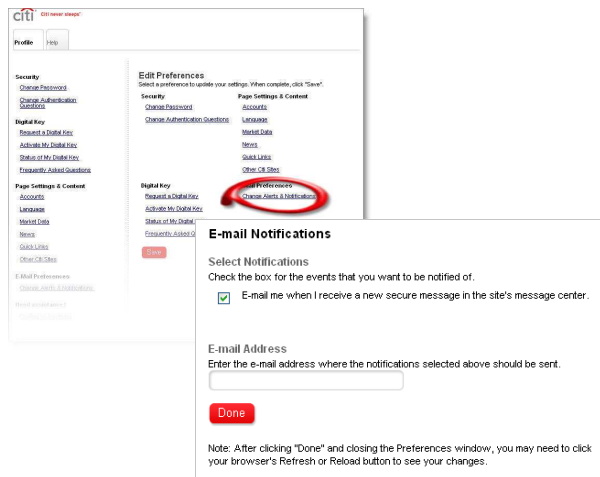 citi Citi never sleeps
Profile Help
Security
Change Password
Change Authentication
Questions
Digital Key
Request a Digital Key
Activate My Digital Key
Status of My Digital Key
Frequently Asked Questions
Page Settings & Content
Accounts
Language
Market Data
News
Quick Links
Other Citi Sites
E-Mail Preferences
Change Alerts & Notifications
Need assistance?
Edit Preferences
Select a preference to update your settings. When complete, click "Save".
Security
Change Password
Change Authentication Questions
Page Settings & Content
Accounts
Language
Market Data
News
Quick Links
Other Citi Sites
Digital Key
Request a Digital Key
Activate My Digital Key
Status of My Digital
Frequently Asked Q
Save
Preferences
Change Alerts & Notifications
E-mail Notifications
Select Notifications
Check the box for the events that you want to be notified of.
E-mail me when I receive a new secure message in the site's message center.
E-mail Address
Enter the e-mail address where the notifications selected above should be sent.
Done
Note: After clicking "Done" and closing the Preferences window, you may need to click
your browser's Refresh or Reload button to see your changes.